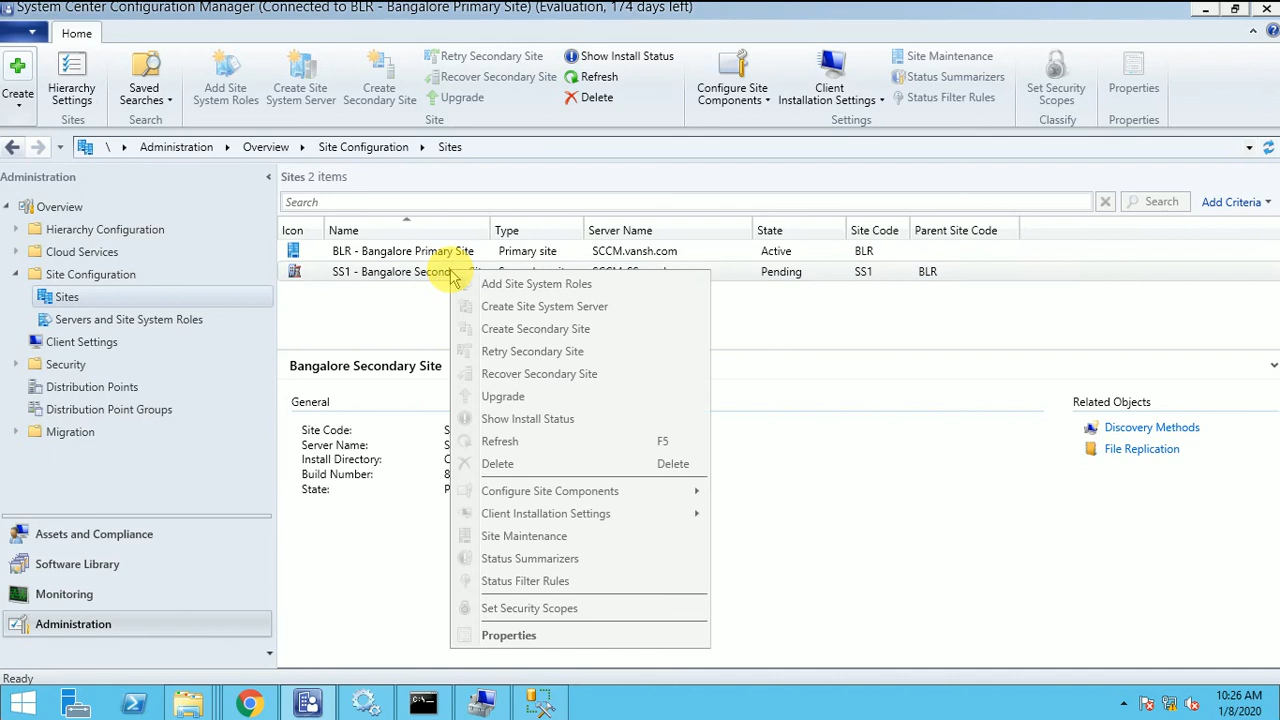 System Center Configuration Manager (Connected to BLR - Bangalore Primary Site) (Evaluation, 174 days left)
Home
Create
Hierarchy Settings
Sites
Saved Searches
Search
Add Site System Roles
Create Site System Server
Create Secondary Site
Retry Secondary Site
Recover Secondary Site
Upgrade
Show Install Status
Refresh
Delete
Site
Configure Site Components
Client Installation Settings
Site Maintenance
Status Summarizers
Status Filter Rules
Settings
Set Security Scopes
Classify
Properties
Properties
\ Administration Overview Site Configuration Sites
Administration
Overview
Hierarchy Configuration
Cloud Services
Site Configuration
Sites
Servers and Site System Roles
Client Settings
Security
Distribution Points
Distribution Point Groups
Migration
Assets and Compliance
Software Library
Monitoring
Administration
Sites 2 items
Search
Search
Add Criteria
Icon Name Type Server Name State Site Code Parent Site Code
BLR - Bangalore Primary Site Primary site SCCM.vansh.com Active BLR
SS1 - Bangalore Second Pending SS1 BLR
Add Site System Roles
Create Site System Server
Create Secondary Site
Retry Secondary Site
Recover Secondary Site
Upgrade
Show Install Status
Refresh F5
Delete Delete
Configure Site Components
Client Installation Settings
Site Maintenance
Status Summarizers
Status Filter Rules
Set Security Scopes
Properties
Bangalore Secondary Site
General
Site Code: S
Server Name: S
Install Directory: C
Build Number: 8
State: P
Related Objects
Discovery Methods
File Replication
Ready
10:26 AM
1/8/2020